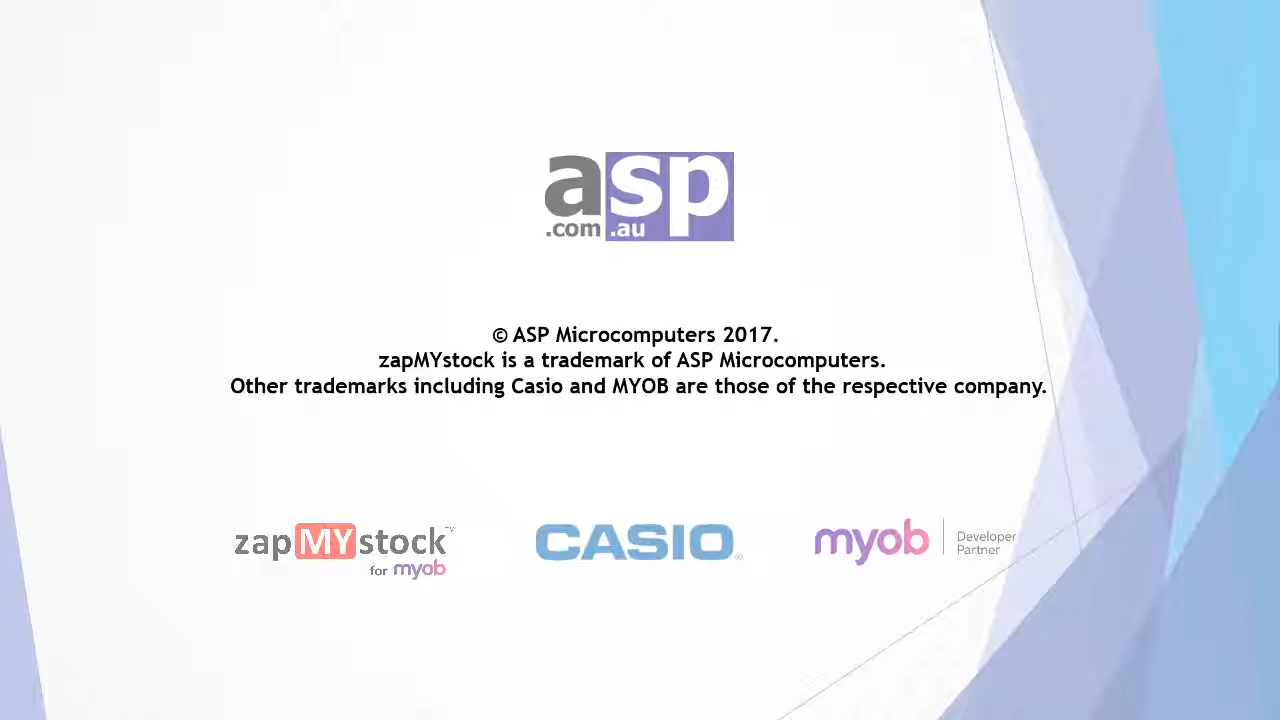 asp
.com.au
© ASP Microcomputers 2017.
zapMYstock is a trademark of ASP Microcomputers.
Other trademarks including Casio and MYOB are those of the respective company.
zapMYstock™
for myob
CASIO®
myob | Developer
Partner